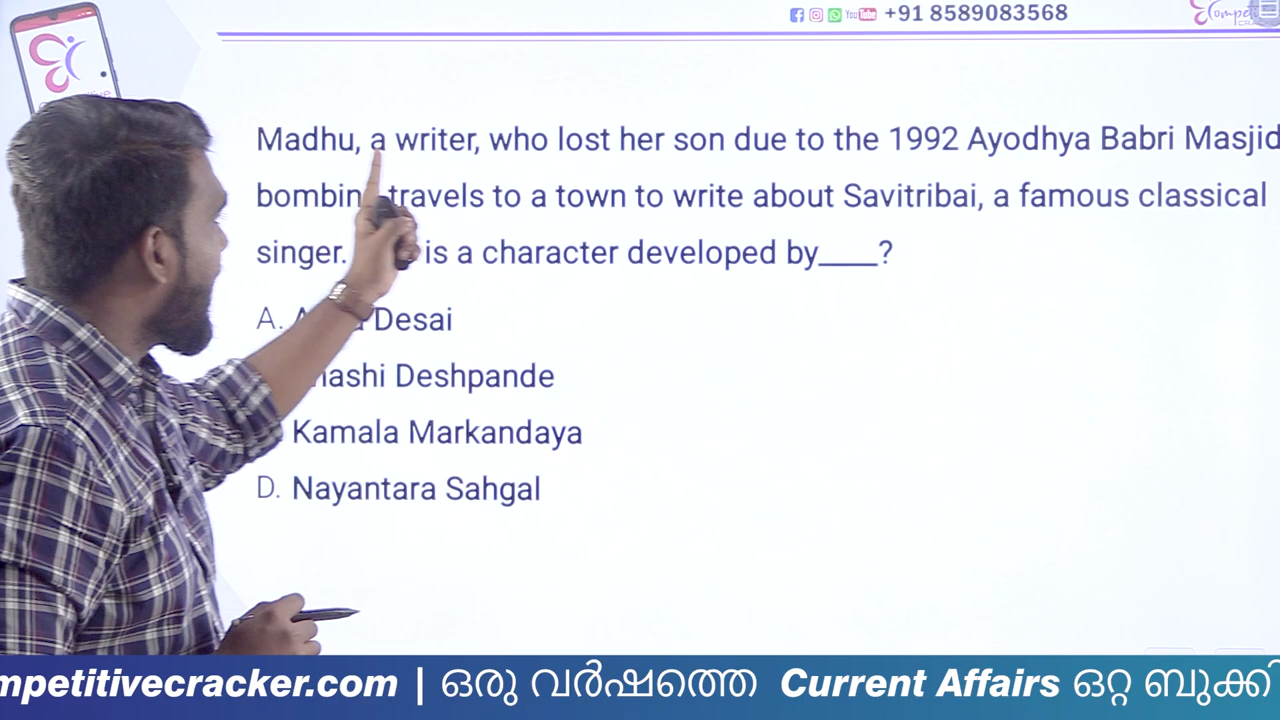 You Tube +91 8589083568
Madhu, a writer, who lost her son due to the 1992 Ayodhya Babri Masjid
travels to a town to write about Savitribai, a famous classical
singer. is a character developed by____?
A. Desai
Deshpande
Kamala Markandaya
D. Nayantara Sahgal
mpetitivecracker.com | ഒരു വർഷത്തെ Current Affairs ഒറ്റ ബുക്കി